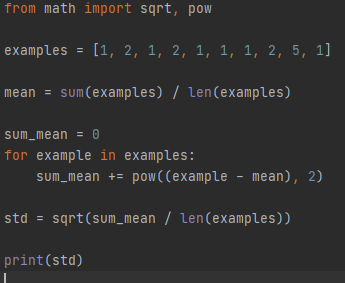 from math import sqrt, pow
examples = [1, 2, 1, 2, 1, 1, 1, 2, 5, 1]
mean = sum(examples) / len(examples)
sum_mean = 0
for example in examples:
    sum_mean += pow((example - mean), 2)
std = sqrt(sum_mean / len(examples))
print(std)